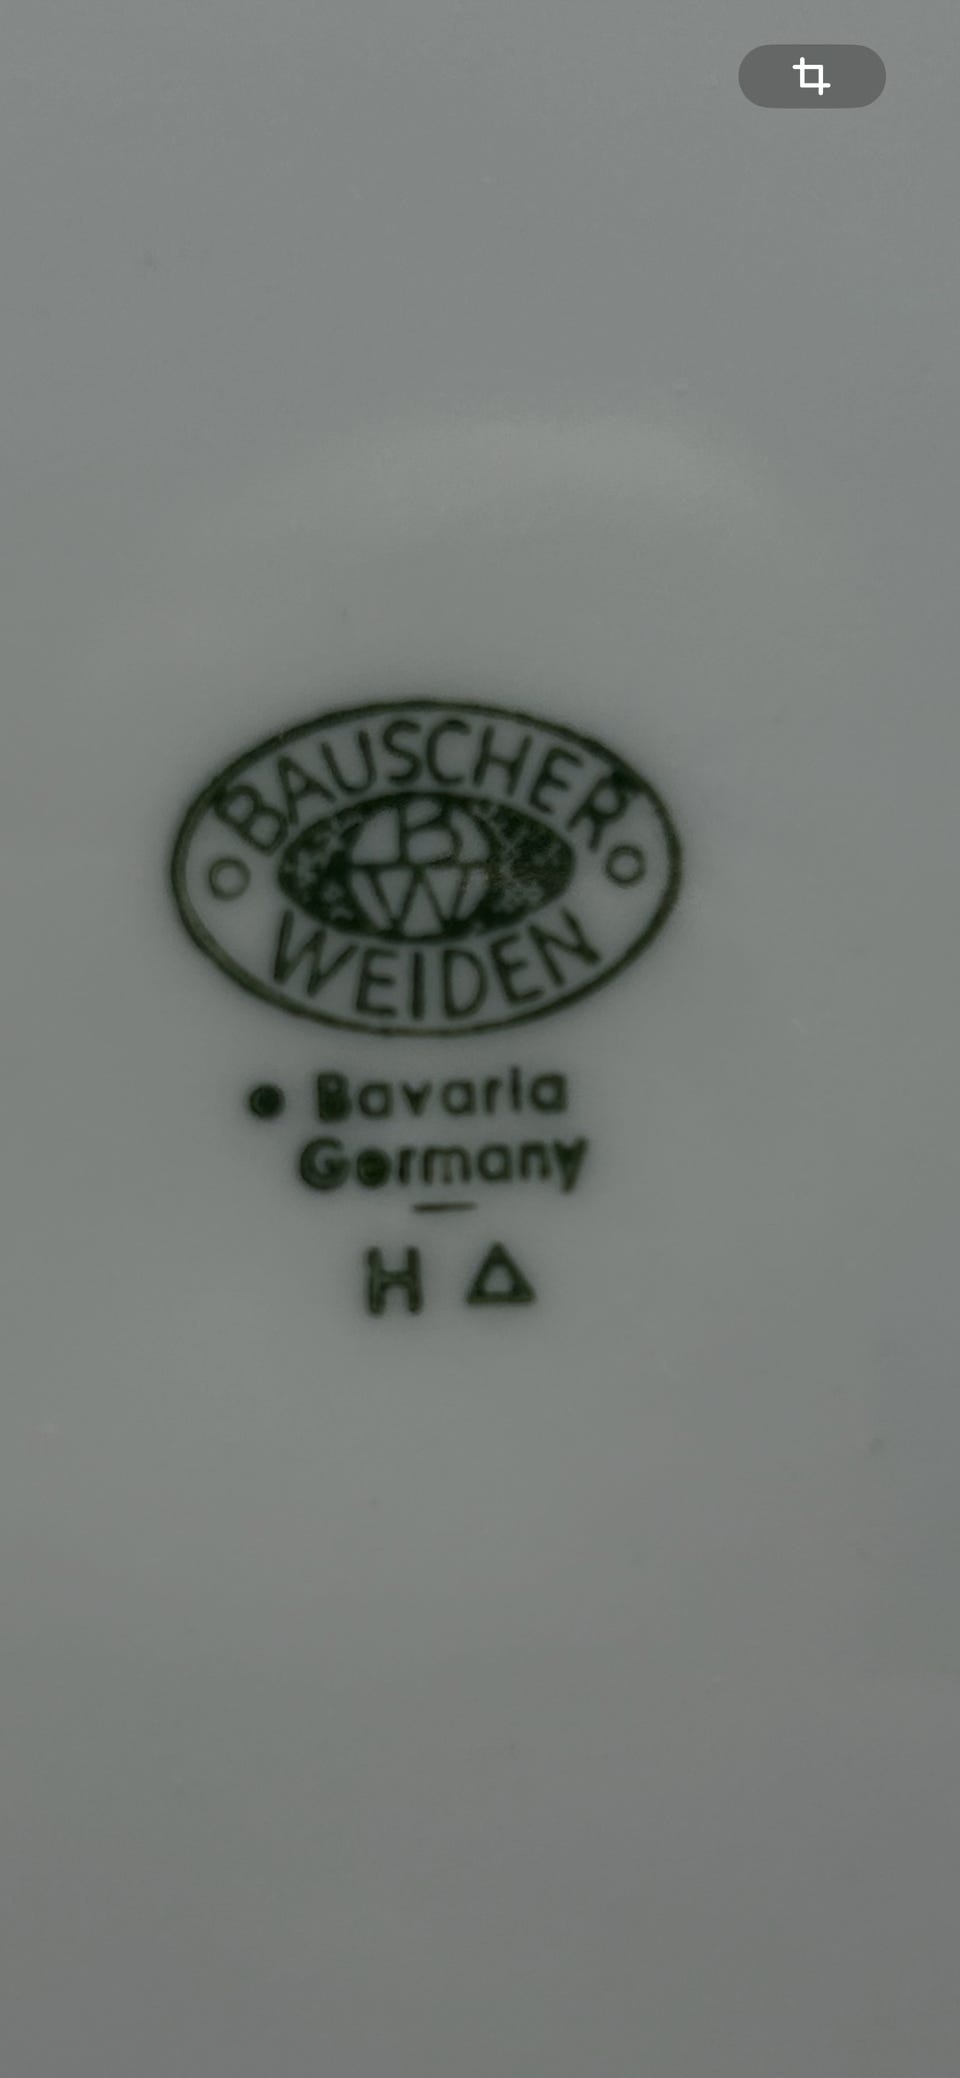 BAUSCHER
B
W
WEIDEN
• Bavaria
Germany
H Δ